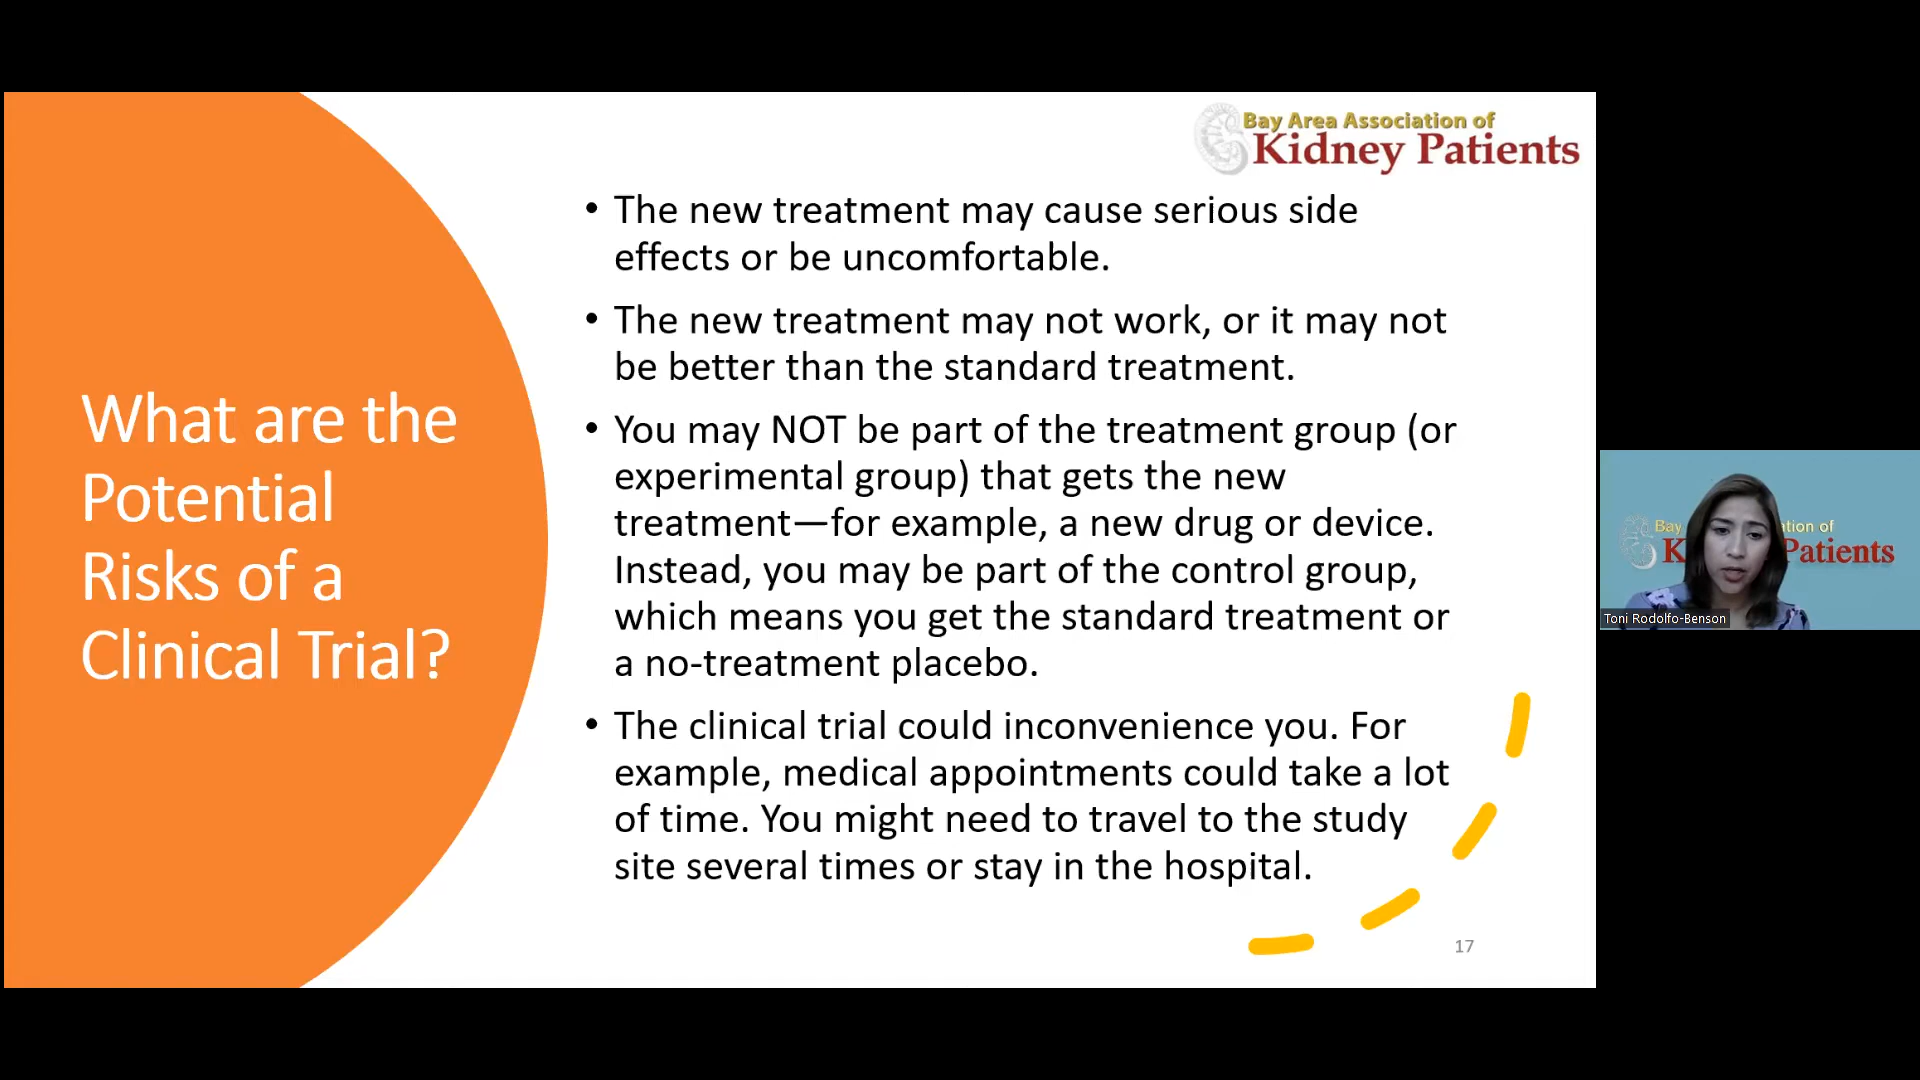 Bay Area Association of
Kidney Patients
What are the
Potential
Risks of a
Clinical Trial?
• The new treatment may cause serious side
effects or be uncomfortable.
• The new treatment may not work, or it may not
be better than the standard treatment.
• You may NOT be part of the treatment group (or
experimental group) that gets the new
treatment—for example, a new drug or device.
Instead, you may be part of the control group,
which means you get the standard treatment or
a no-treatment placebo.
• The clinical trial could inconvenience you. For
example, medical appointments could take a lot
of time. You might need to travel to the study
site several times or stay in the hospital.
17
Bay tion of
K Patients
Toni Rodolfo-Benson